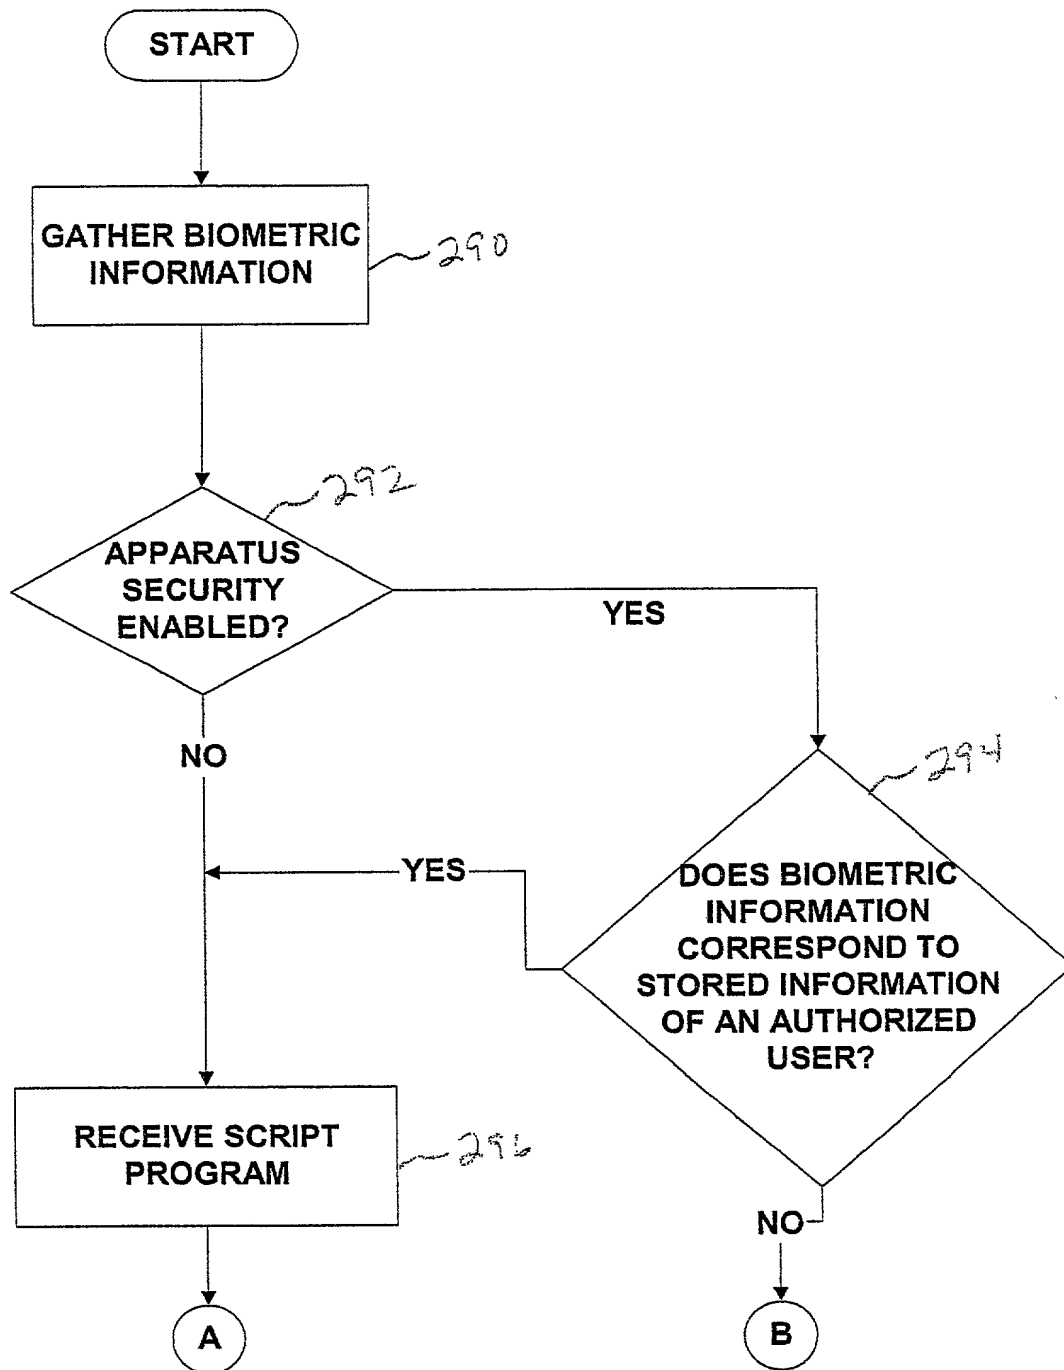 START
GATHER BIOMETRIC
INFORMATION
290
292
APPARATUS
SECURITY
ENABLED?
YES
NO
294
YES
DOES BIOMETRIC
INFORMATION
CORRESPOND TO
STORED INFORMATION
OF AN AUTHORIZED
USER?
RECEIVE SCRIPT
PROGRAM
296
NO
A
B